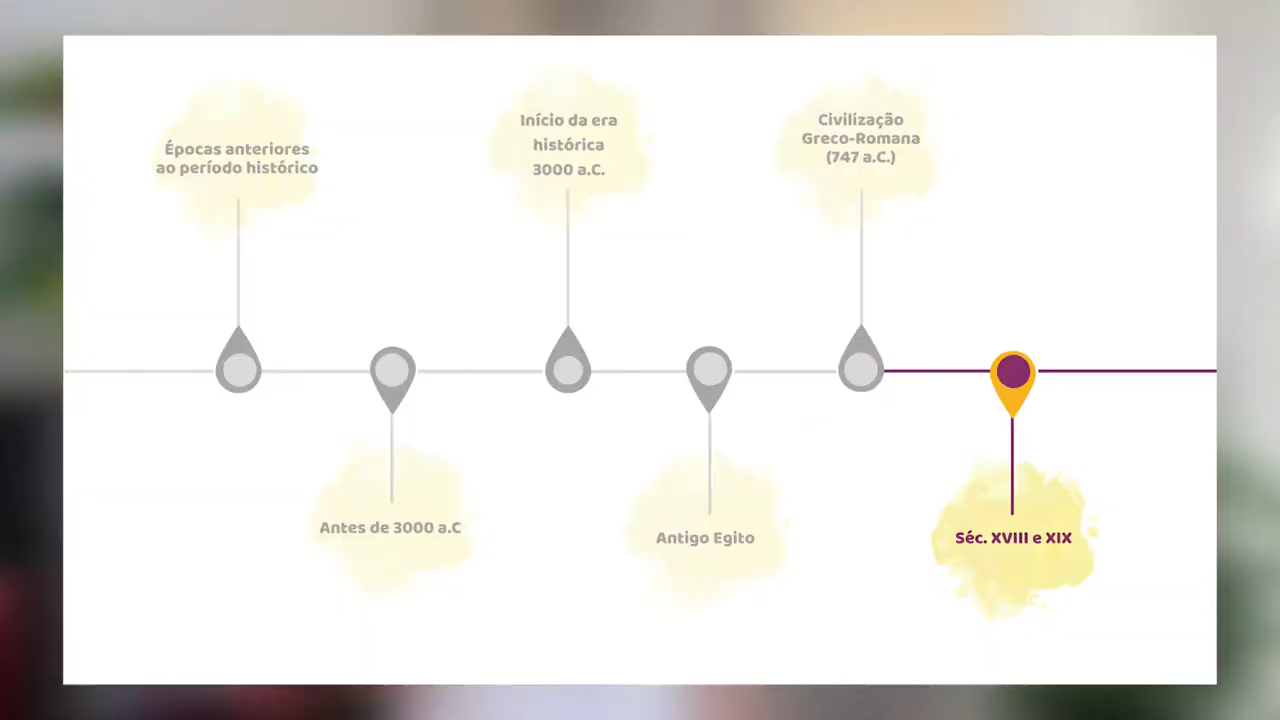 Épocas anteriores
ao período histórico
Antes de 3000 a.C
Início da era
histórica
3000 a.C.
Antigo Egito
Civilização
Greco-Romana
(747 a.C.)
Séc. XVIII e XIX